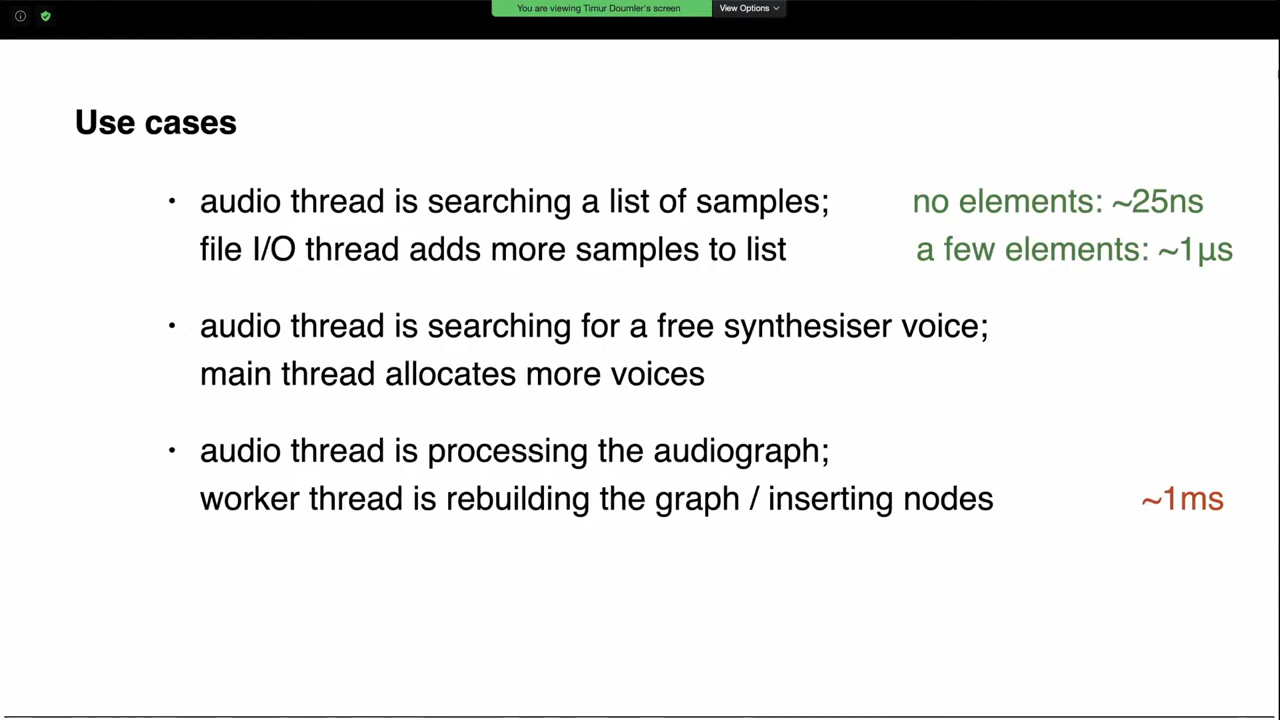 You are viewing Timur Doumler's screen View Options
Use cases
· audio thread is searching a list of samples; no elements: ~25ns
file I/O thread adds more samples to list a few elements: ~1µs
· audio thread is searching for a free synthesiser voice;
main thread allocates more voices
· audio thread is processing the audiograph;
worker thread is rebuilding the graph / inserting nodes ~1ms